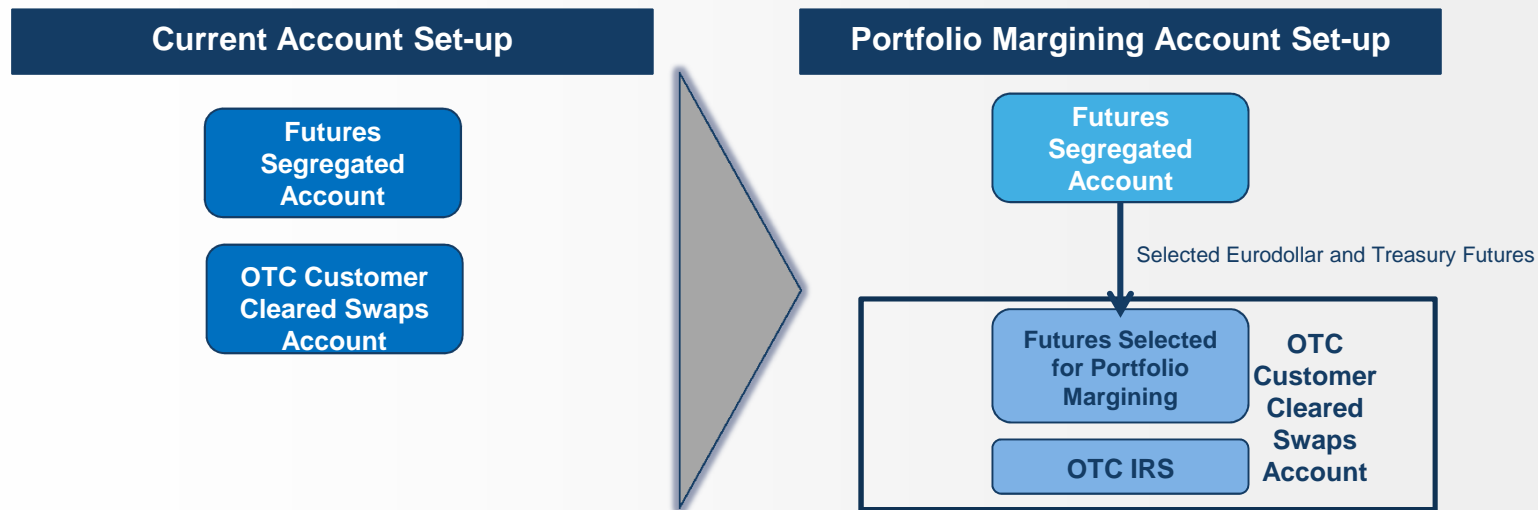 Current Account Set-up
Futures
Segregated
Account
OTC Customer
Cleared Swaps
Account
Portfolio Margining Account Set-up
Futures
Segregated
Account
Selected Eurodollar and Treasury Futures
Futures Selected
for Portfolio
Margining
OTC IRS
OTC
Customer
Cleared
Swaps
Account